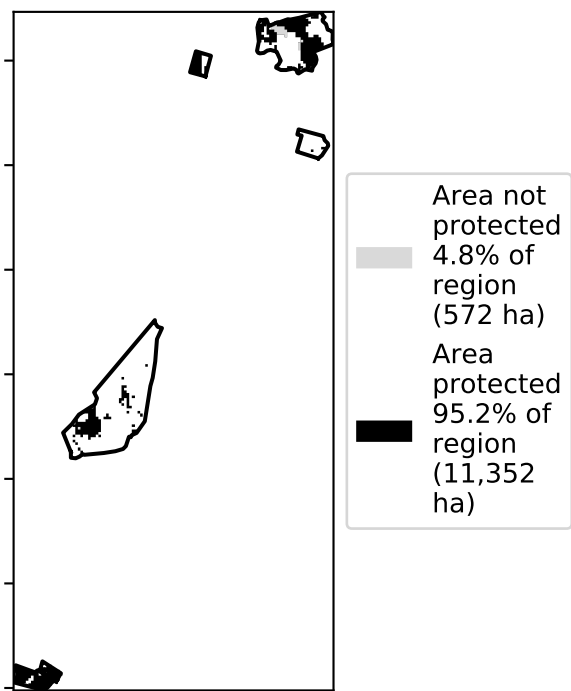 Area not
protected
4.8% of
region
(572 ha)
Area
protected
95.2% of
region
(11,352
ha)